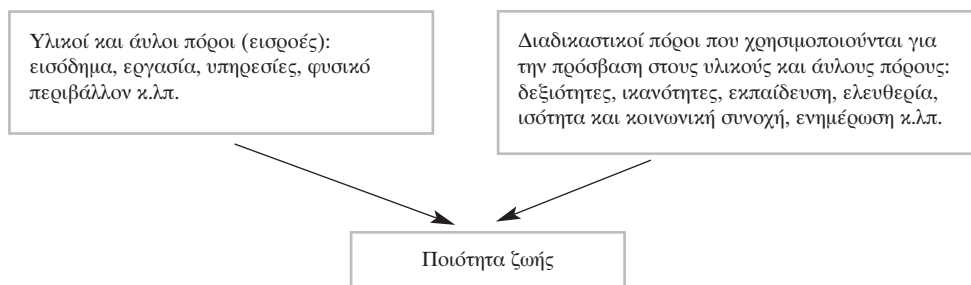 Υλικοί και άυλοι πόροι (εισροές):
εισόδημα, εργασία, υπηρεσίες, φυσικό
περιβάλλον κ.λπ.
Διαδικαστικοί πόροι που χρησιμοποιούνται για
την πρόσβαση στους υλικούς και άυλους πόρους:
δεξιότητες, ικανότητες, εκπαίδευση, ελευθερία,
ισότητα και κοινωνική συνοχή, ενημέρωση κ.λπ.
Ποιότητα ζωής